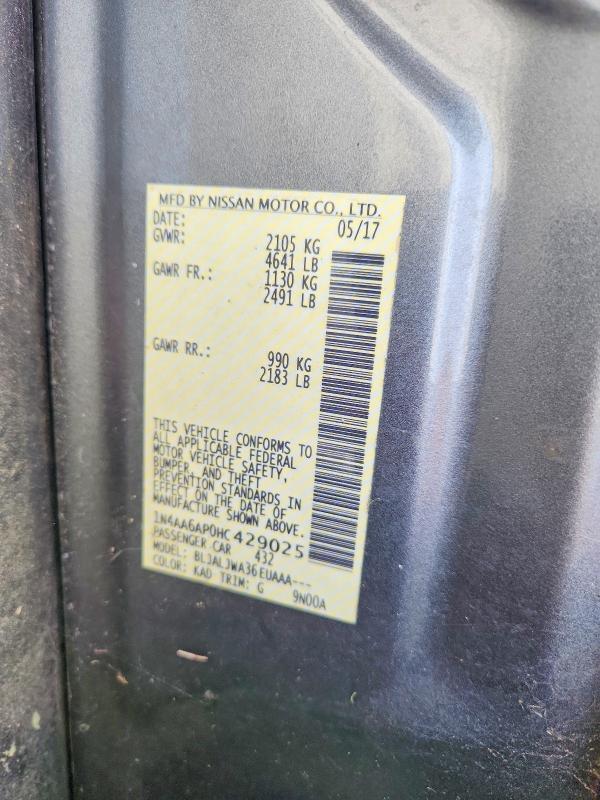 MFD BY NISSAN MOTOR CO., LTD.
DATE: 05/17
GVWR: 2105 KG
4641 LB
GAWR FR.: 1130 KG
2491 LB
GAWR RR.: 990 KG
2183 LB
THIS VEHICLE CONFORMS TO
ALL APPLICABLE FEDERAL
MOTOR VEHICLE SAFETY,
BUMPER, AND THEFT
PREVENTION STANDARDS IN
EFFECT ON THE DATE OF
MANUFACTURE SHOWN ABOVE.
1N4AA6AP0HC429025
PASSENGER CAR 432
MODEL: BLJALJWA36EUAAA---
COLOR: KAD TRIM: G 9N00A